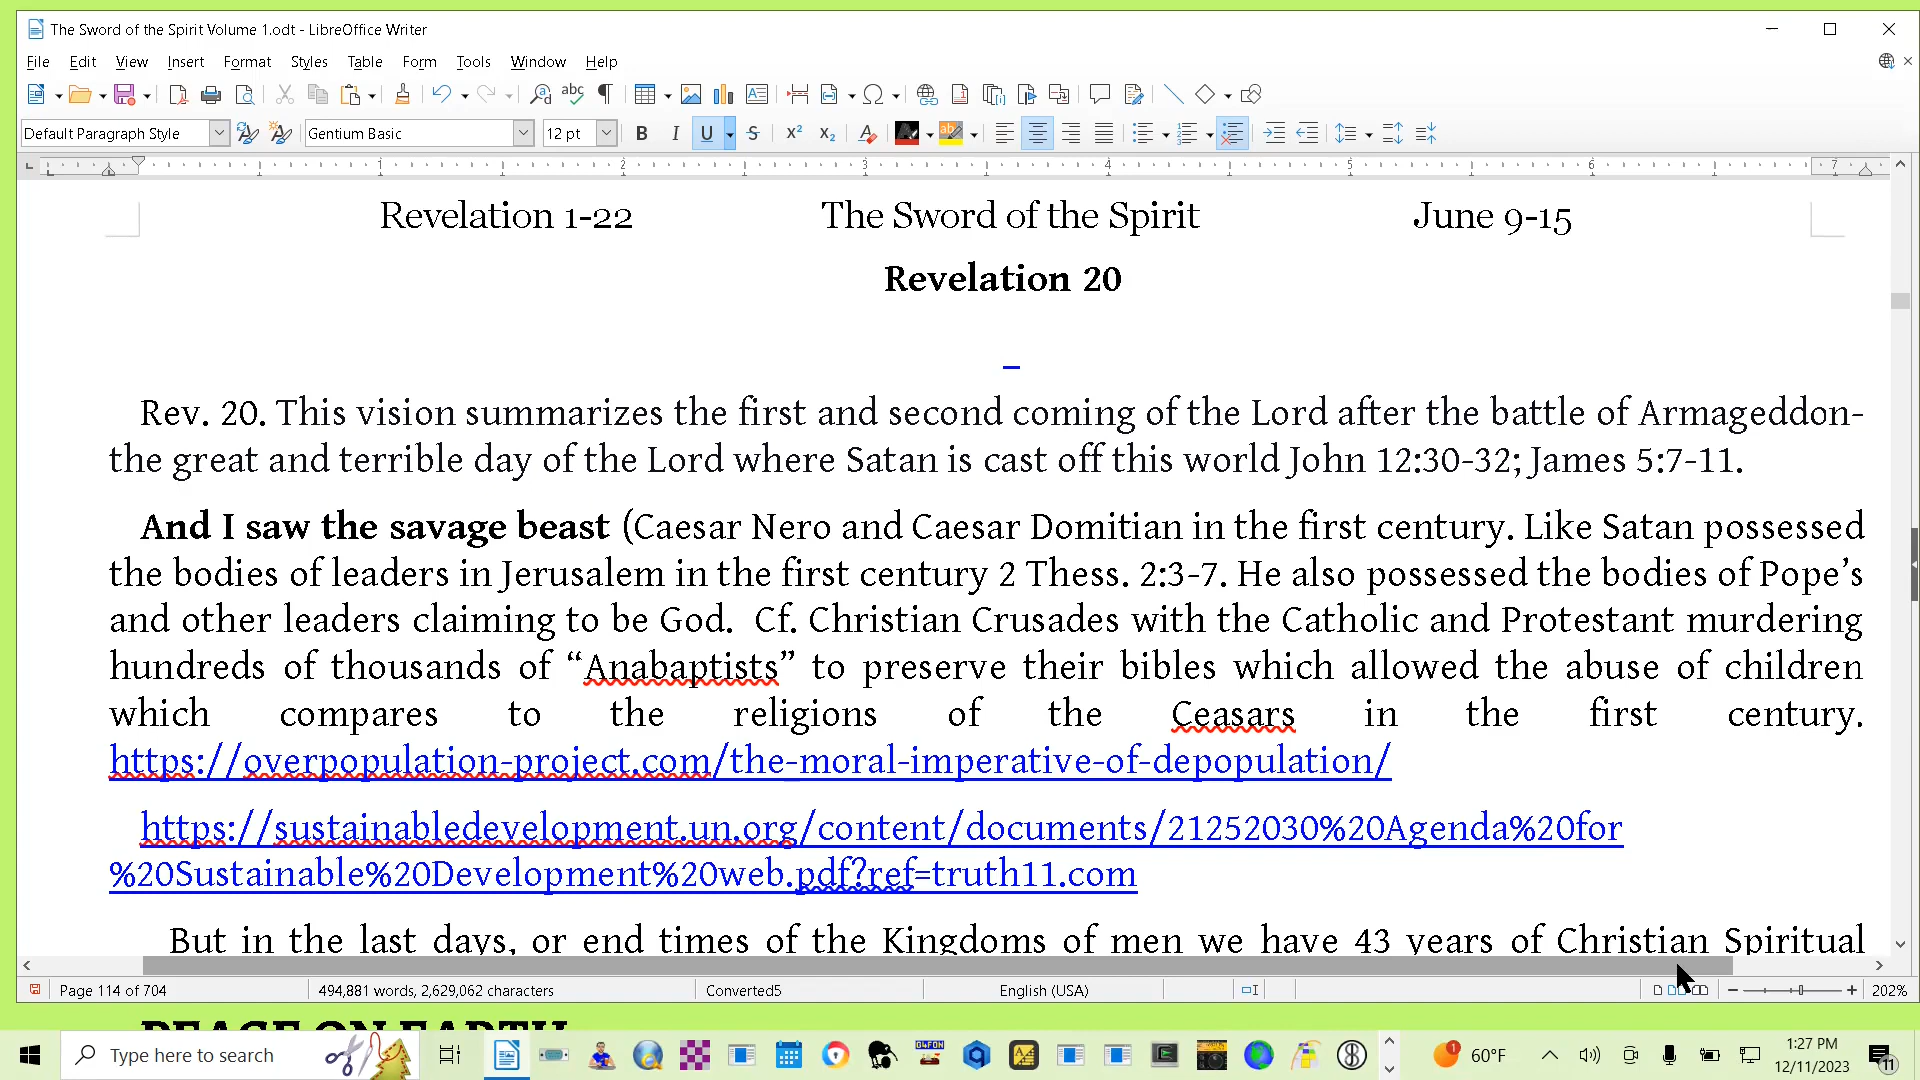 The Sword of the Spirit Volume 1.odt - LibreOffice Writer
File Edit View Insert Format Styles Table Form Tools Window Help
Default Paragraph Style Gentium Basic 12 pt
1 2 3 4 5 6 7
Revelation 1-22 The Sword of the Spirit June 9-15
Revelation 20
Rev. 20. This vision summarizes the first and second coming of the Lord after the battle of Armageddon-
the great and terrible day of the Lord where Satan is cast off this world John 12:30-32; James 5:7-11.
And I saw the savage beast (Caesar Nero and Caesar Domitian in the first century. Like Satan possessed
the bodies of leaders in Jerusalem in the first century 2 Thess. 2:3-7. He also possessed the bodies of Pope’s
and other leaders claiming to be God.  Cf. Christian Crusades with the Catholic and Protestant murdering
hundreds of thousands of “Anabaptists” to preserve their bibles which allowed the abuse of children
which compares to the religions of the Ceasars in the first century.
https://overpopulation-project.com/the-moral-imperative-of-depopulation/
https://sustainabledevelopment.un.org/content/documents/21252030%20Agenda%20for
%20Sustainable%20Development%20web.pdf?ref=truth11.com
But in the last days, or end times of the Kingdoms of men we have 43 years of Christian Spiritual
Page 114 of 704 494,881 words, 2,629,062 characters Converted5 English (USA) 202%
PEACE ON EARTH
Type here to search 60°F 1:27 PM
12/11/2023 11